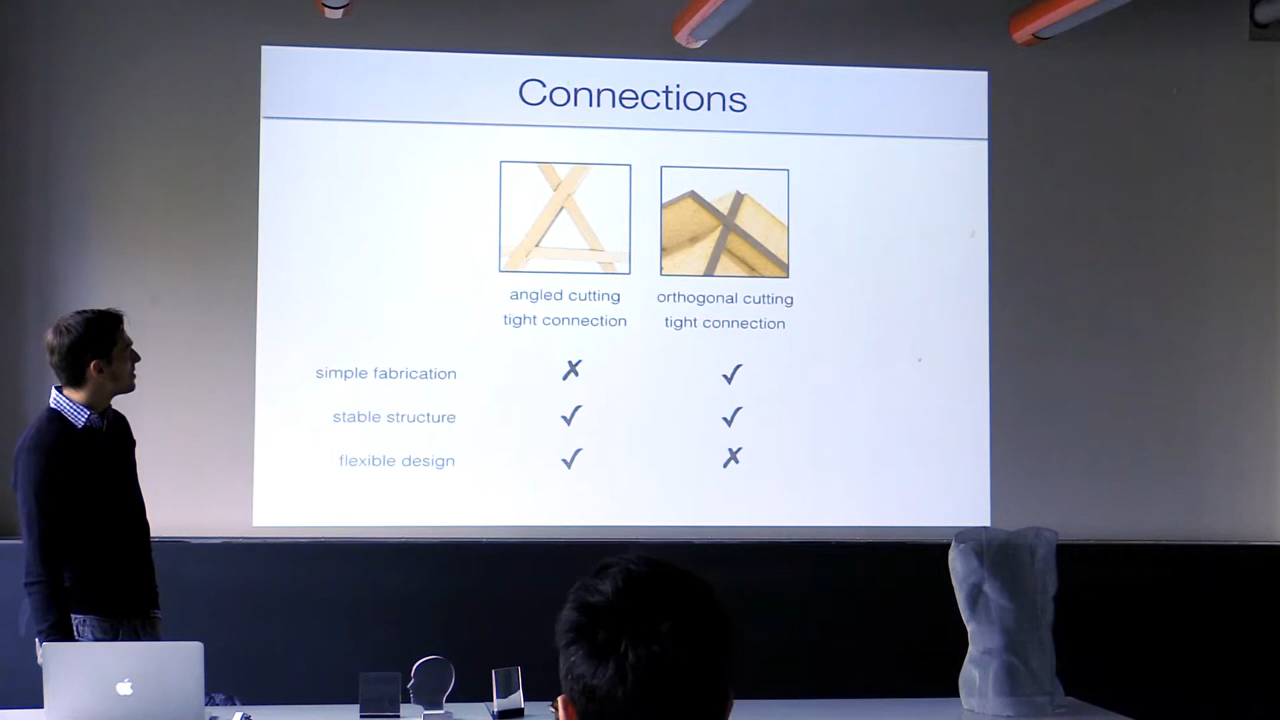 Connections
angled cutting
tight connection
orthogonal cutting
tight connection
simple fabrication ✗ ✓
stable structure ✓ ✓
flexible design ✓ ✗